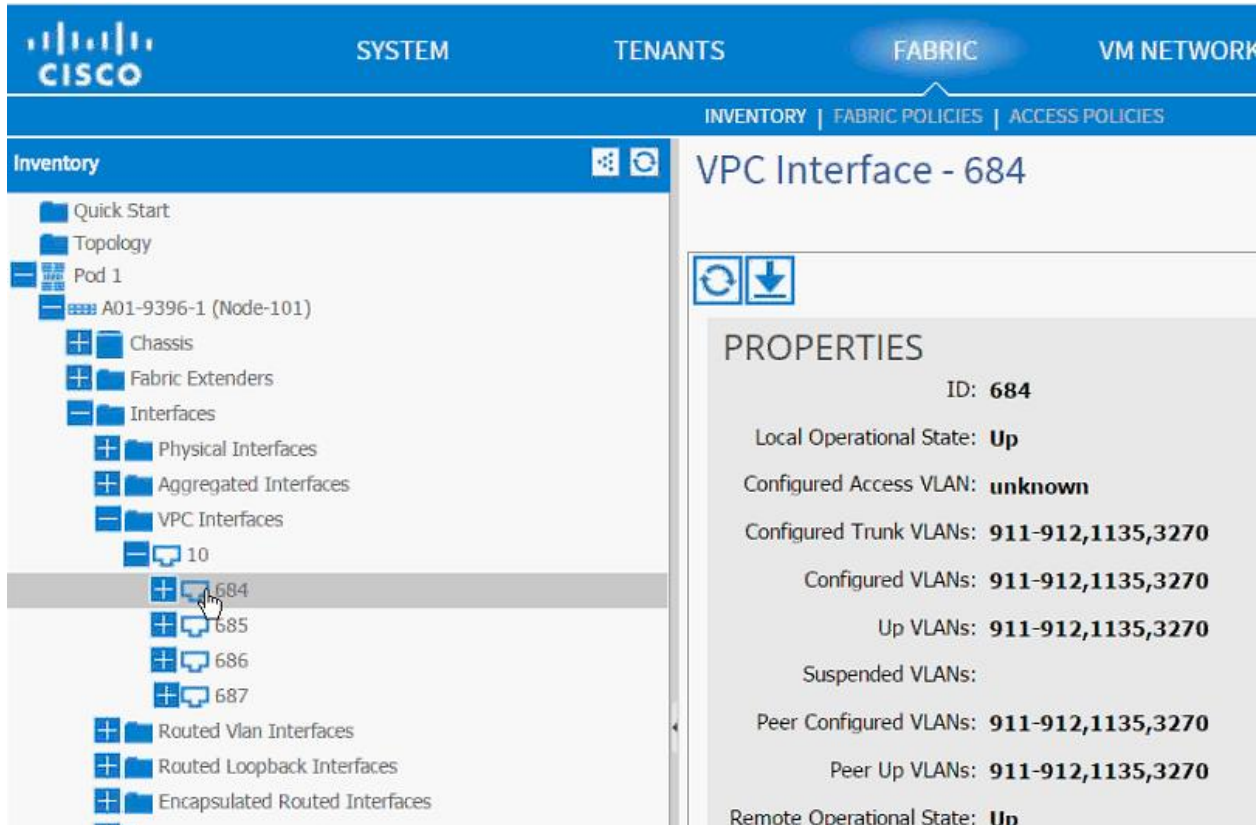 CISCO
SYSTEM TENANTS FABRIC VM NETWORK
INVENTORY | FABRIC POLICIES | ACCESS POLICIES
Inventory
Quick Start
Topology
Pod 1
A01-9396-1 (Node-101)
Chassis
Fabric Extenders
Interfaces
Physical Interfaces
Aggregated Interfaces
VPC Interfaces
10
684
685
686
687
Routed Vlan Interfaces
Routed Loopback Interfaces
Encapsulated Routed Interfaces
VPC Interface - 684
PROPERTIES
ID: 684
Local Operational State: Up
Configured Access VLAN: unknown
Configured Trunk VLANs: 911-912,1135,3270
Configured VLANs: 911-912,1135,3270
Up VLANs: 911-912,1135,3270
Suspended VLANs:
Peer Configured VLANs: 911-912,1135,3270
Peer Up VLANs: 911-912,1135,3270
Remote Operational State: Up